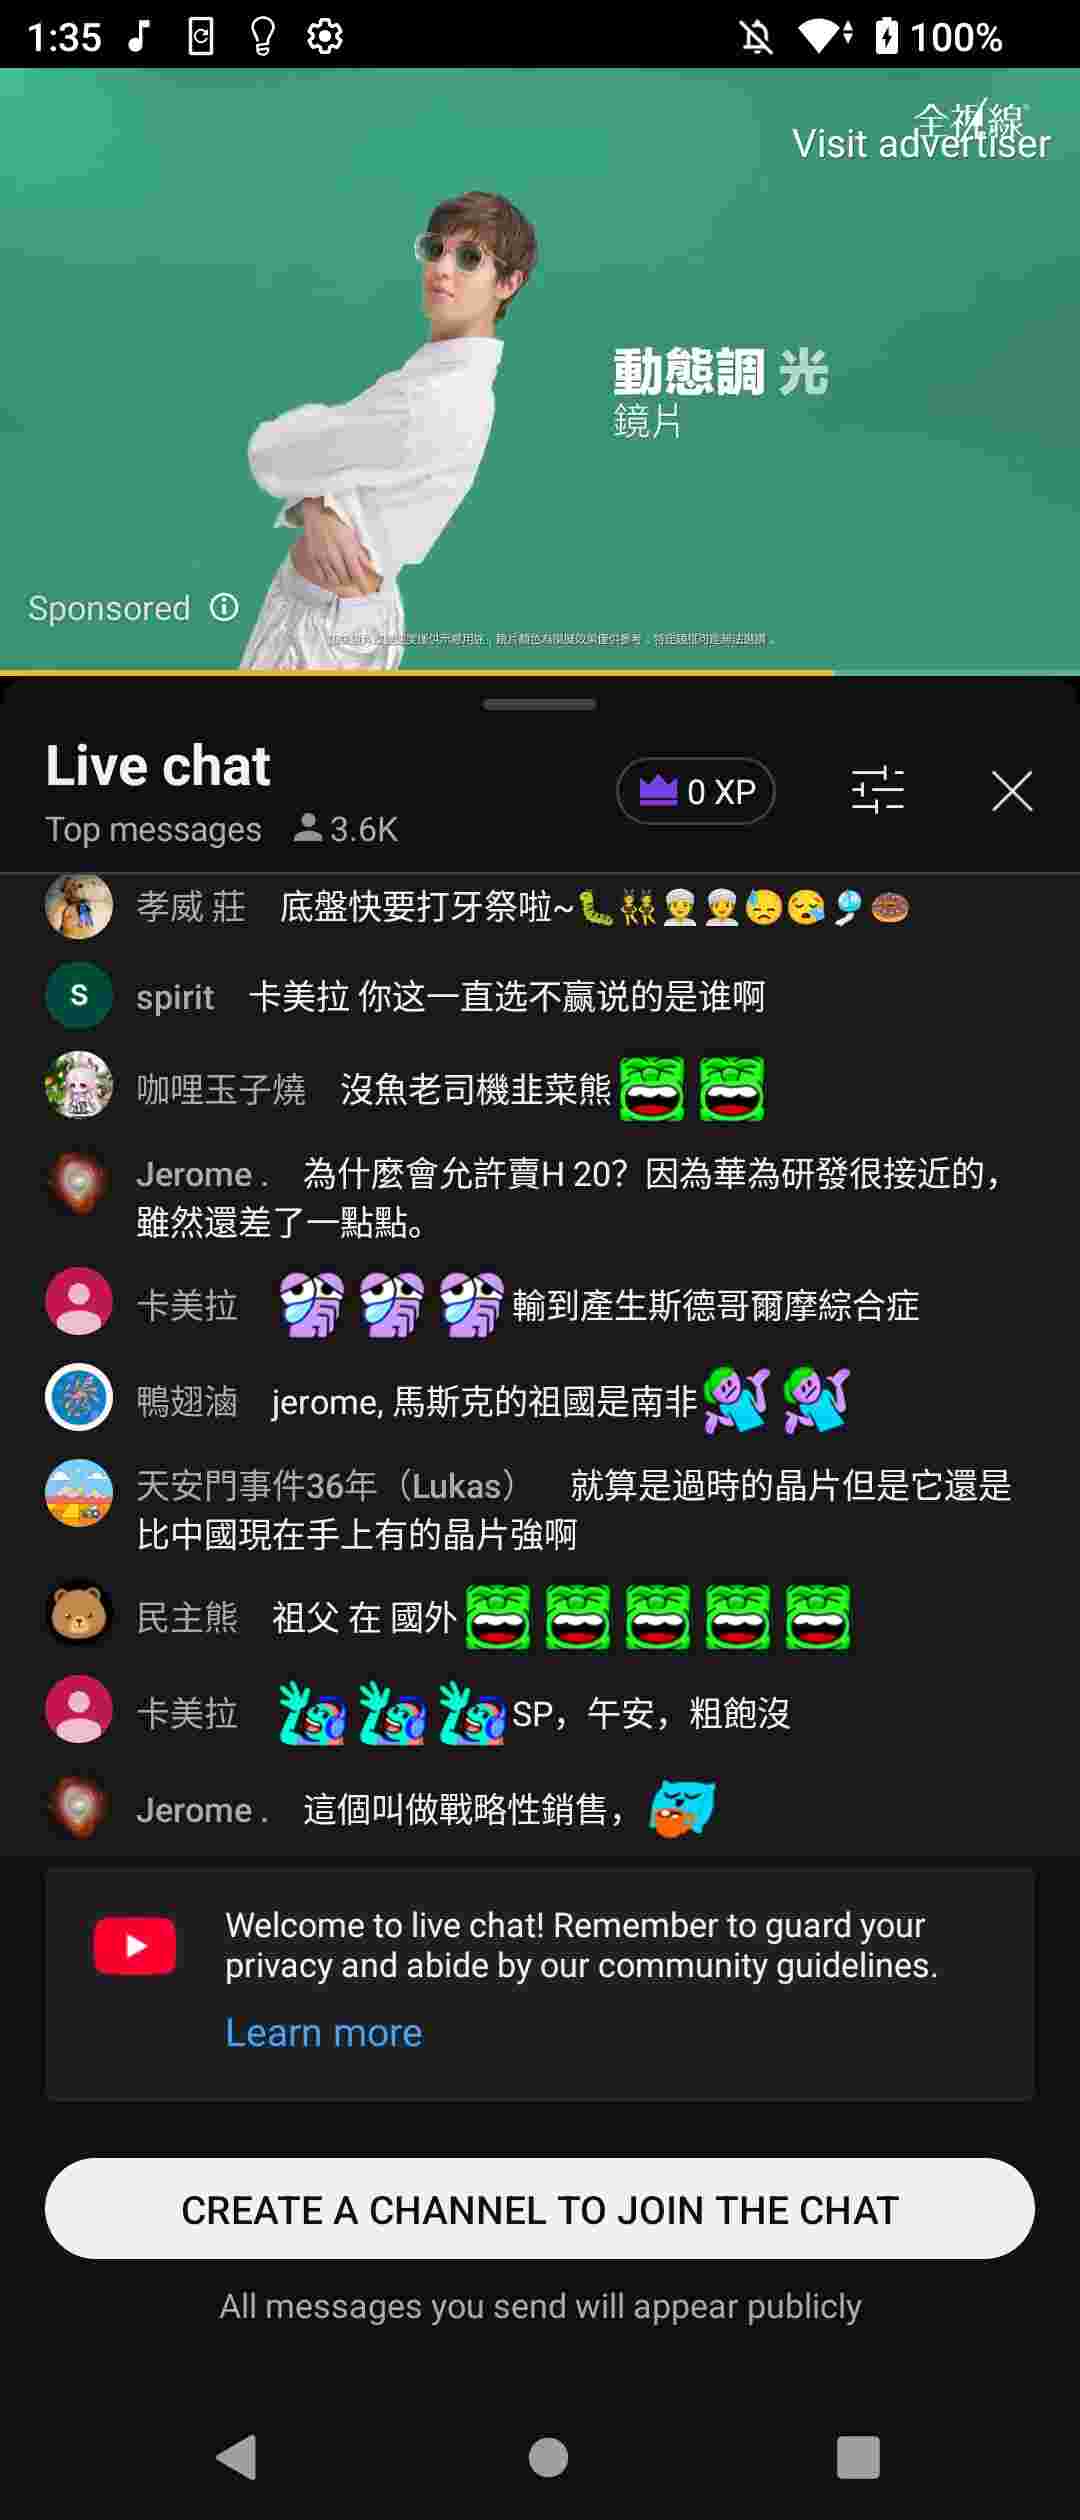 1:35
100%
全視線
Visit advertiser
動態調 光
鏡片
Sponsored
Live chat
Top messages 3.6K
0 XP
孝威 莊 底盤快要打牙祭啦~🐛👯👳👳😓😪🎐🍩
spirit 卡美拉 你这一直选不赢说的是谁啊
S
咖哩玉子燒 沒魚老司機韭菜熊
Jerome . 為什麼會允許賣H 20？因為華為研發很接近的，
雖然還差了一點點。
卡美拉 輸到產生斯德哥爾摩綜合症
鴨翅滷 jerome, 馬斯克的祖國是南非
天安門事件36年（Lukas） 就算是過時的晶片但是它還是
比中國現在手上有的晶片強啊
民主熊 祖父 在 國外
卡美拉 SP，午安，粗飽沒
Jerome . 這個叫做戰略性銷售，
Welcome to live chat! Remember to guard your
privacy and abide by our community guidelines.
Learn more
CREATE A CHANNEL TO JOIN THE CHAT
All messages you send will appear publicly